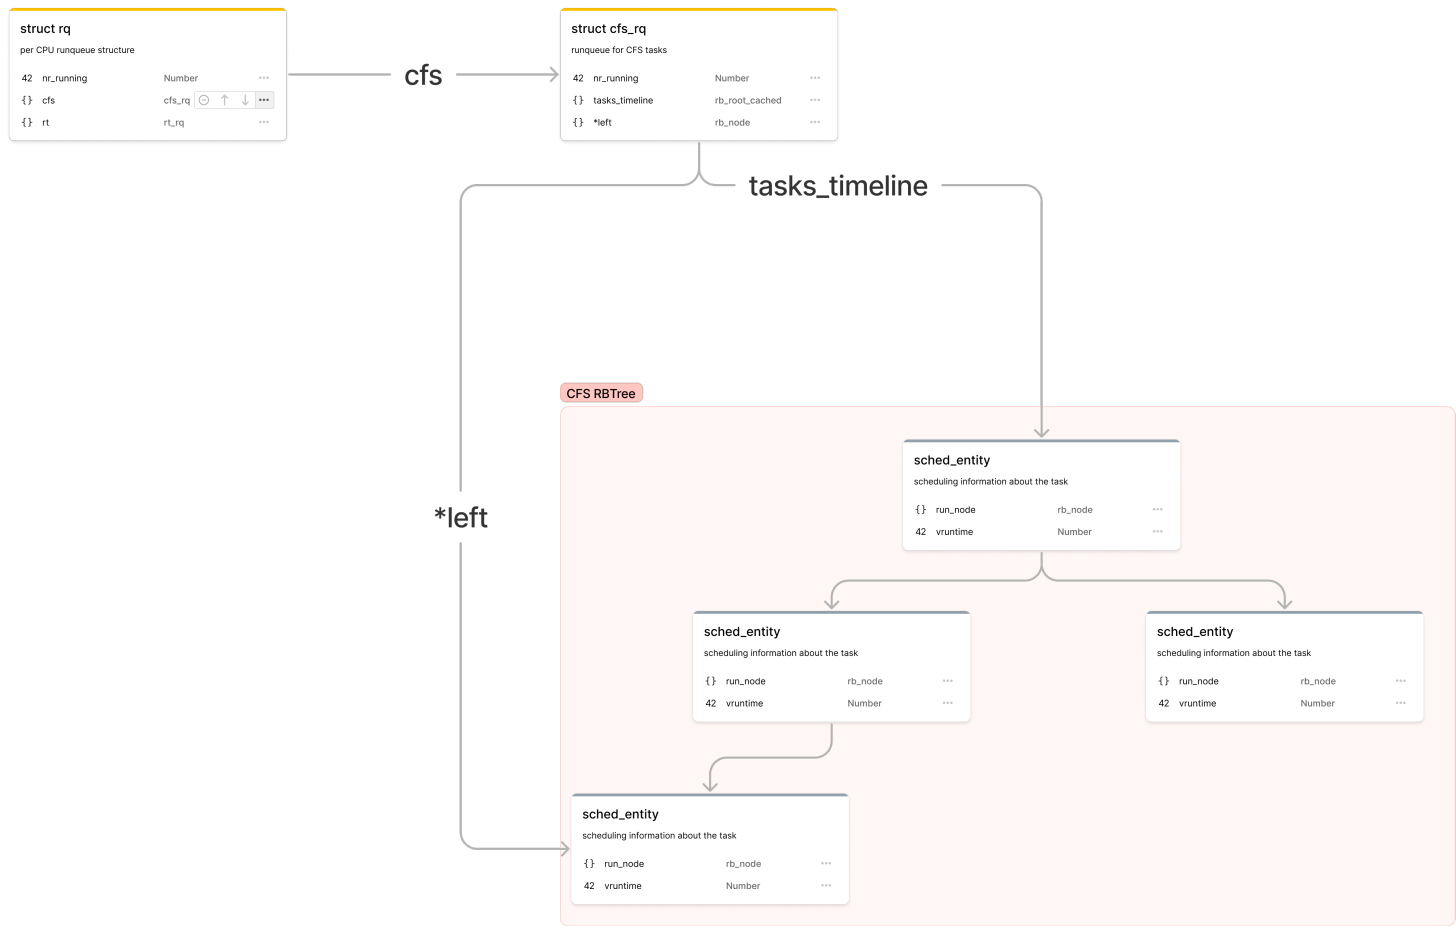 struct rq
per CPU runqueue structure
42 nr_running Number
{} cfs cfs_rq
{} rt rt_rq
cfs
struct cfs_rq
runqueue for CFS tasks
42 nr_running Number
{} tasks_timeline rb_root_cached
{} *left rb_node
tasks_timeline
*left
CFS RBTree
sched_entity
scheduling information about the task
{} run_node rb_node
42 vruntime Number
sched_entity
scheduling information about the task
{} run_node rb_node
42 vruntime Number
sched_entity
scheduling information about the task
{} run_node rb_node
42 vruntime Number
sched_entity
scheduling information about the task
{} run_node rb_node
42 vruntime Number